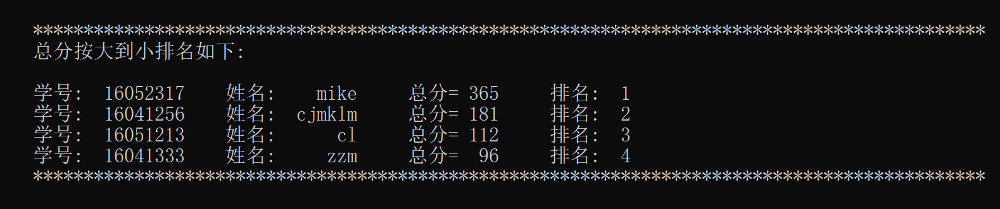 **********************************************************************************************
总分按大到小排名如下:
学号:  16052317    姓名:    mike     总分= 365     排名:  1
学号:  16041256    姓名:  cjmklm     总分= 181     排名:  2
学号:  16051213    姓名:      cl     总分= 112     排名:  3
学号:  16041333    姓名:     zzm     总分=  96     排名:  4
**********************************************************************************************